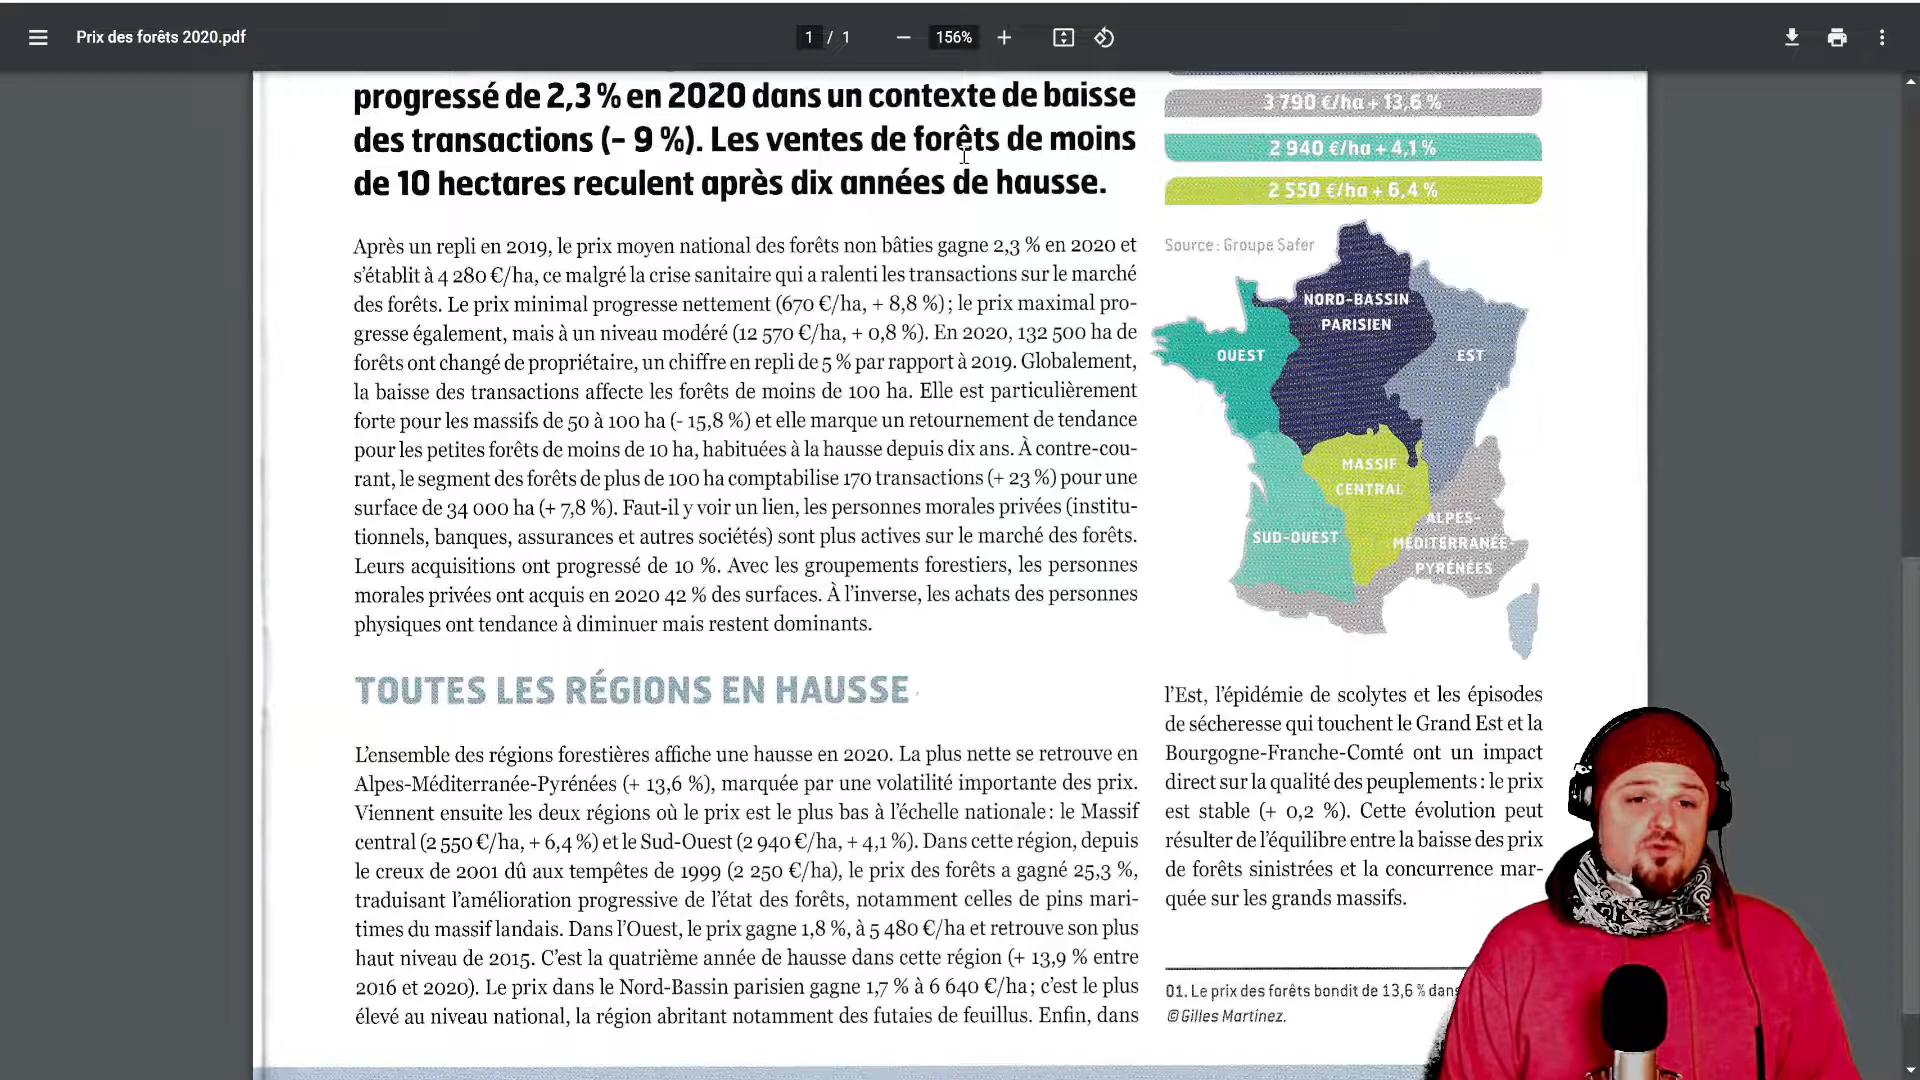 Prix des forêts 2020.pdf
1 / 1
156%
progressé de 2,3 % en 2020 dans un contexte de baisse
des transactions (- 9 %). Les ventes de forêts de moins
de 10 hectares reculent après dix années de hausse.
Après un repli en 2019, le prix moyen national des forêts non bâties gagne 2,3 % en 2020 et
s'établit à 4 280 €/ha, ce malgré la crise sanitaire qui a ralenti les transactions sur le marché
des forêts. Le prix minimal progresse nettement (670 €/ha, + 8,8 %) ; le prix maximal pro-
gresse également, mais à un niveau modéré (12 570 €/ha, + 0,8 %). En 2020, 132 500 ha de
forêts ont changé de propriétaire, un chiffre en repli de 5 % par rapport à 2019. Globalement,
la baisse des transactions affecte les forêts de moins de 100 ha. Elle est particulièrement
forte pour les massifs de 50 à 100 ha (- 15,8 %) et elle marque un retournement de tendance
pour les petites forêts de moins de 10 ha, habituées à la hausse depuis dix ans. À contre-cou-
rant, le segment des forêts de plus de 100 ha comptabilise 170 transactions (+ 23 %) pour une
surface de 34 000 ha (+ 7,8 %). Faut-il y voir un lien, les personnes morales privées (institu-
tionnels, banques, assurances et autres sociétés) sont plus actives sur le marché des forêts.
Leurs acquisitions ont progressé de 10 %. Avec les groupements forestiers, les personnes
morales privées ont acquis en 2020 42 % des surfaces. À l'inverse, les achats des personnes
physiques ont tendance à diminuer mais restent dominants.
TOUTES LES RÉGIONS EN HAUSSE
L'ensemble des régions forestières affiche une hausse en 2020. La plus nette se retrouve en
Alpes-Méditerranée-Pyrénées (+ 13,6 %), marquée par une volatilité importante des prix.
Viennent ensuite les deux régions où le prix est le plus bas à l'échelle nationale : le Massif
central (2 550 €/ha, + 6,4 %) et le Sud-Ouest (2 940 €/ha, + 4,1 %). Dans cette région, depuis
le creux de 2001 dû aux tempêtes de 1999 (2 250 €/ha), le prix des forêts a gagné 25,3 %,
traduisant l'amélioration progressive de l'état des forêts, notamment celles de pins mari-
times du massif landais. Dans l'Ouest, le prix gagne 1,8 %, à 5 480 €/ha et retrouve son plus
haut niveau de 2015. C'est la quatrième année de hausse dans cette région (+ 13,9 % entre
2016 et 2020). Le prix dans le Nord-Bassin parisien gagne 1,7 % à 6 640 €/ha ; c'est le plus
élevé au niveau national, la région abritant notamment des futaies de feuillus. Enfin, dans
3 790 €/ha + 13,6 %
2 940 €/ha + 4,1 %
2 550 €/ha + 6,4 %
Source : Groupe Safer
NORD-BASSIN
PARISIEN
OUEST
EST
MASSIF
CENTRAL
SUD-OUEST
ALPES-
MÉDITERRANÉE-
PYRÉNÉES
l'Est, l'épidémie de scolytes et les épisodes
de sécheresse qui touchent le Grand Est et la
Bourgogne-Franche-Comté ont un impact
direct sur la qualité des peuplements : le prix
est stable (+ 0,2 %). Cette évolution peut
résulter de l'équilibre entre la baisse des prix
de forêts sinistrées et la concurrence mar-
quée sur les grands massifs.
01. Le prix des forêts bondit de 13,6 % dans
© Gilles Martinez.